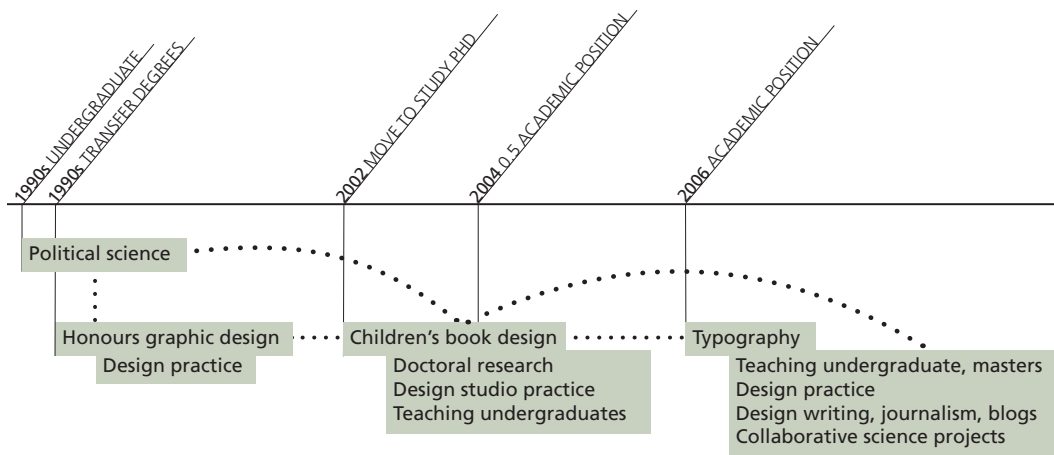 1990s UNDERGRADUATE
1990s TRANSFER DEGREES
2002 MOVE TO STUDY PHD
2004 0.5 ACADEMIC POSITION
2006 ACADEMIC POSITION
Political science
Honours graphic design
Design practice
Children's book design
Doctoral research
Design studio practice
Teaching undergraduates
Typography
Teaching undergraduate, masters
Design practice
Design writing, journalism, blogs
Collaborative science projects